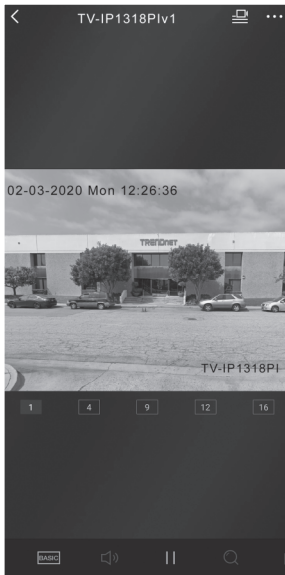 TV-IP1318PIv1
02-03-2020 Mon 12:26:36
TRENDNET
TV-IP1318PI
1 4 9 12 16
BASIC